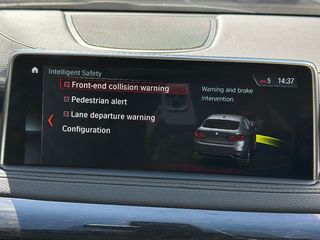 Intelligent Safety
5 14:37
Front-end collision warning
Pedestrian alert
Lane departure warning
Configuration
Warning and brake
intervention.